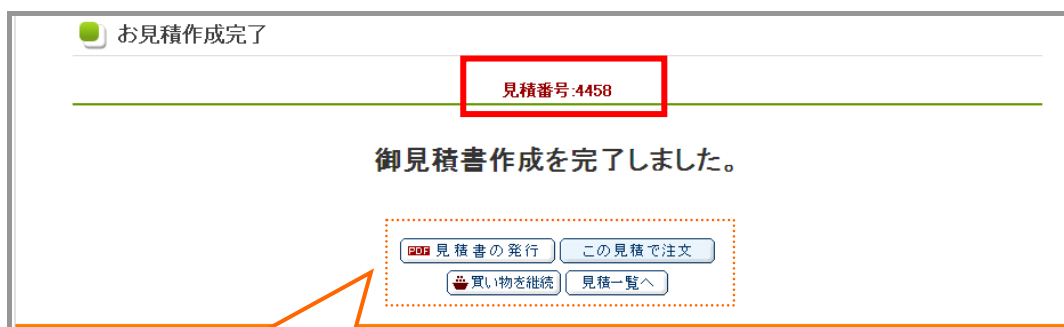 お見積作成完了
見積番号:4458
御見積書作成を完了しました。
PDF 見積書の発行 この見積で注文
買い物を継続 見積一覧へ